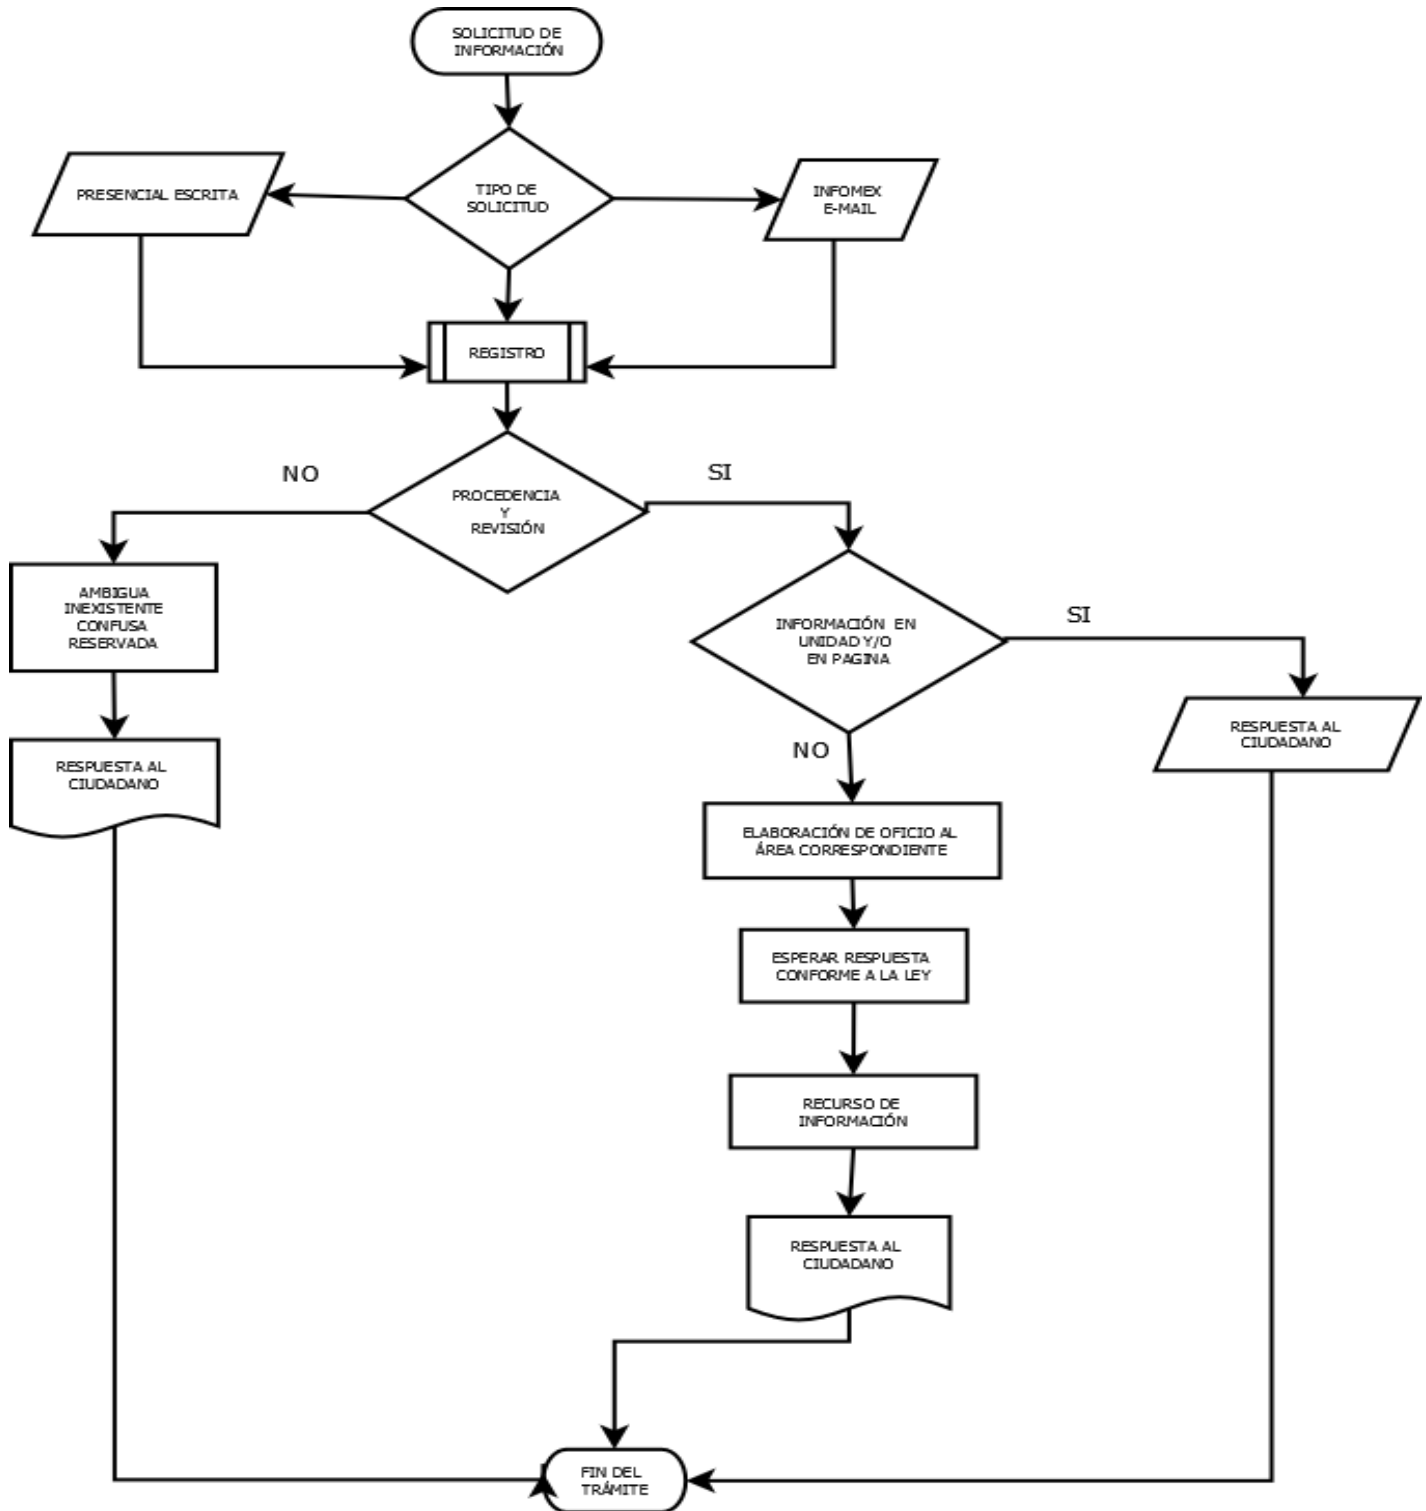 SOLICITUD DE
INFORMACIÓN
TIPO DE
SOLICITUD
PRESENCIAL ESCRITA
INFOMEX
E-MAIL
REGISTRO
NO
SI
PROCEDENCIA
Y
REVISIÓN
AMBIGUA
INEXISTENTE
CONFUSA
RESERVADA
INFORMACIÓN EN
UNIDAD Y/O
EN PAGINA
SI
RESPUESTA AL
CIUDADANO
NO
RESPUESTA AL
CIUDADANO
ELABORACIÓN DE OFICIO AL
ÁREA CORRESPONDIENTE
ESPERAR RESPUESTA
CONFORME A LA LEY
RECURSO DE
INFORMACIÓN
RESPUESTA AL
CIUDADANO
FIN DEL
TRÁMITE